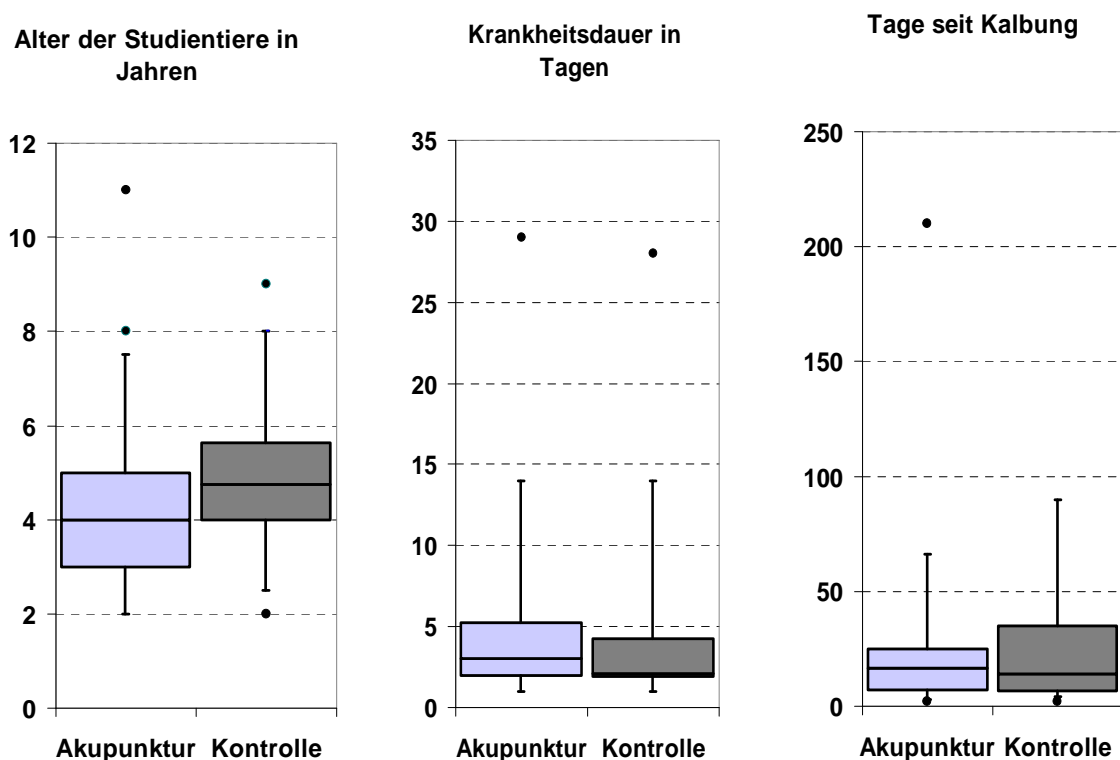 Alter der Studientiere in
Jahren
12
10
8
6
4
2
0
Akupunktur Kontrolle
Krankheitsdauer in
Tagen
35
30
25
20
15
10
5
0
Akupunktur Kontrolle
Tage seit Kalbung
250
200
150
100
50
0
Akupunktur Kontrolle